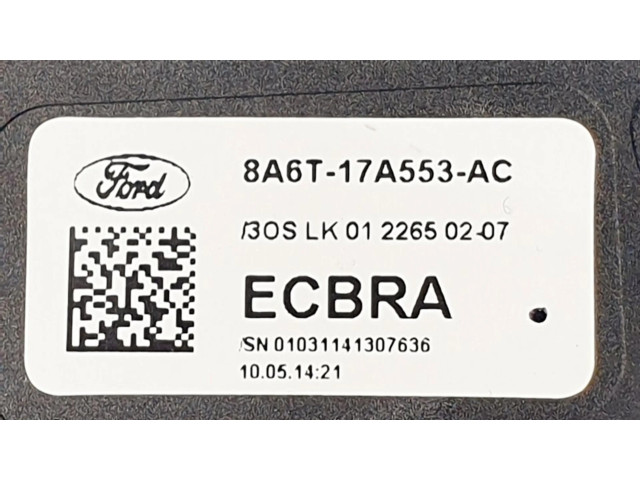 Ford
8A6T-17A553-AC
/3OS LK 01 2265 02-07
ECBRA
/SN 01031141307636
10.05.14:21